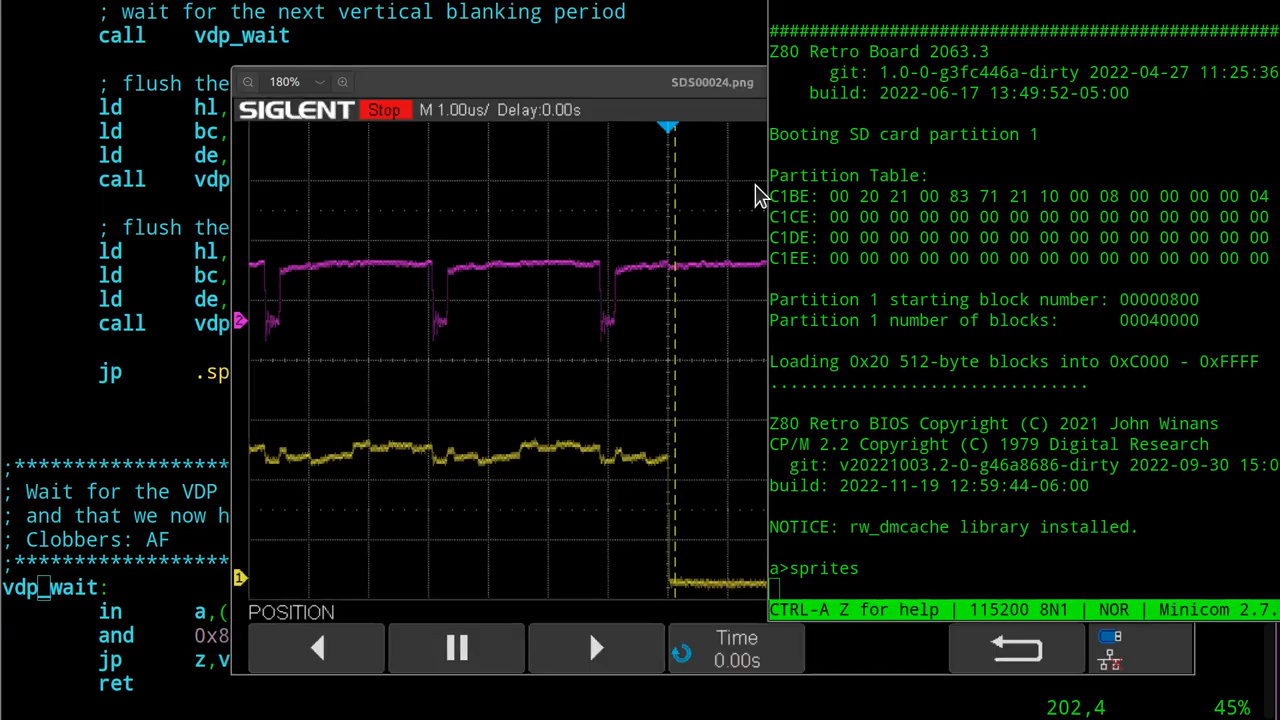 ; wait for the next vertical blanking period
call vdp_wait
; flush the
ld hl,
ld bc,
ld de,
call vdp
; flush the
ld hl,
ld bc,
ld de,
call vdp
jp .sp
;******************
; Wait for the VDP
; and that we now h
; Clobbers: AF
;******************
vdp_wait:
in a,(
and 0x8
jp z,v
ret
180%
SDS00024.png
SIGLENT Stop M 1.00us/ Delay:0.00s
2
1
POSITION
Time
0.00s
##################################################
Z80 Retro Board 2063.3
git: 1.0-0-g3fc446a-dirty 2022-04-27 11:25:36
build: 2022-06-17 13:49:52-05:00
Booting SD card partition 1
Partition Table:
C1BE: 00 20 21 00 83 71 21 10 00 08 00 00 00 00 04
C1CE: 00 00 00 00 00 00 00 00 00 00 00 00 00 00 00
C1DE: 00 00 00 00 00 00 00 00 00 00 00 00 00 00 00
C1EE: 00 00 00 00 00 00 00 00 00 00 00 00 00 00 00
Partition 1 starting block number: 00000800
Partition 1 number of blocks: 00040000
Loading 0x20 512-byte blocks into 0xC000 - 0xFFFF
................................
Z80 Retro BIOS Copyright (C) 2021 John Winans
CP/M 2.2 Copyright (C) 1979 Digital Research
git: v20221003.2-0-g46a8686-dirty 2022-09-30 15:0
build: 2022-11-19 12:59:44-06:00
NOTICE: rw_dmcache library installed.
a>sprites
CTRL-A Z for help | 115200 8N1 | NOR | Minicom 2.7.
202,4 45%